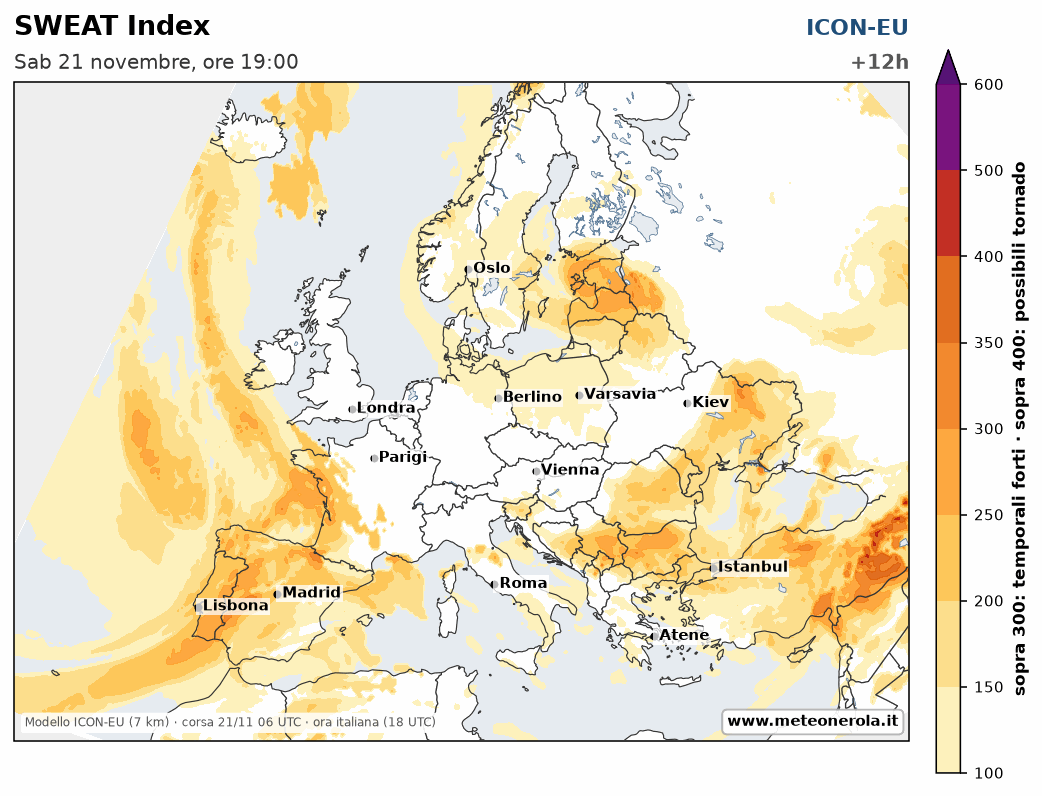 SWEAT Index
ICON-EU
Sab 21 novembre, ore 19:00
+12h
Oslo
Berlino
Varsavia
Kiev
Londra
Parigi
Vienna
Istanbul
Roma
Madrid
Lisbona
Atene
Modello ICON-EU (7 km) · corsa 21/11 06 UTC · ora italiana (18 UTC)
www.meteonerola.it
600
500
400
350
300
250
200
150
100
sopra 300: temporali forti · sopra 400: possibili tornado